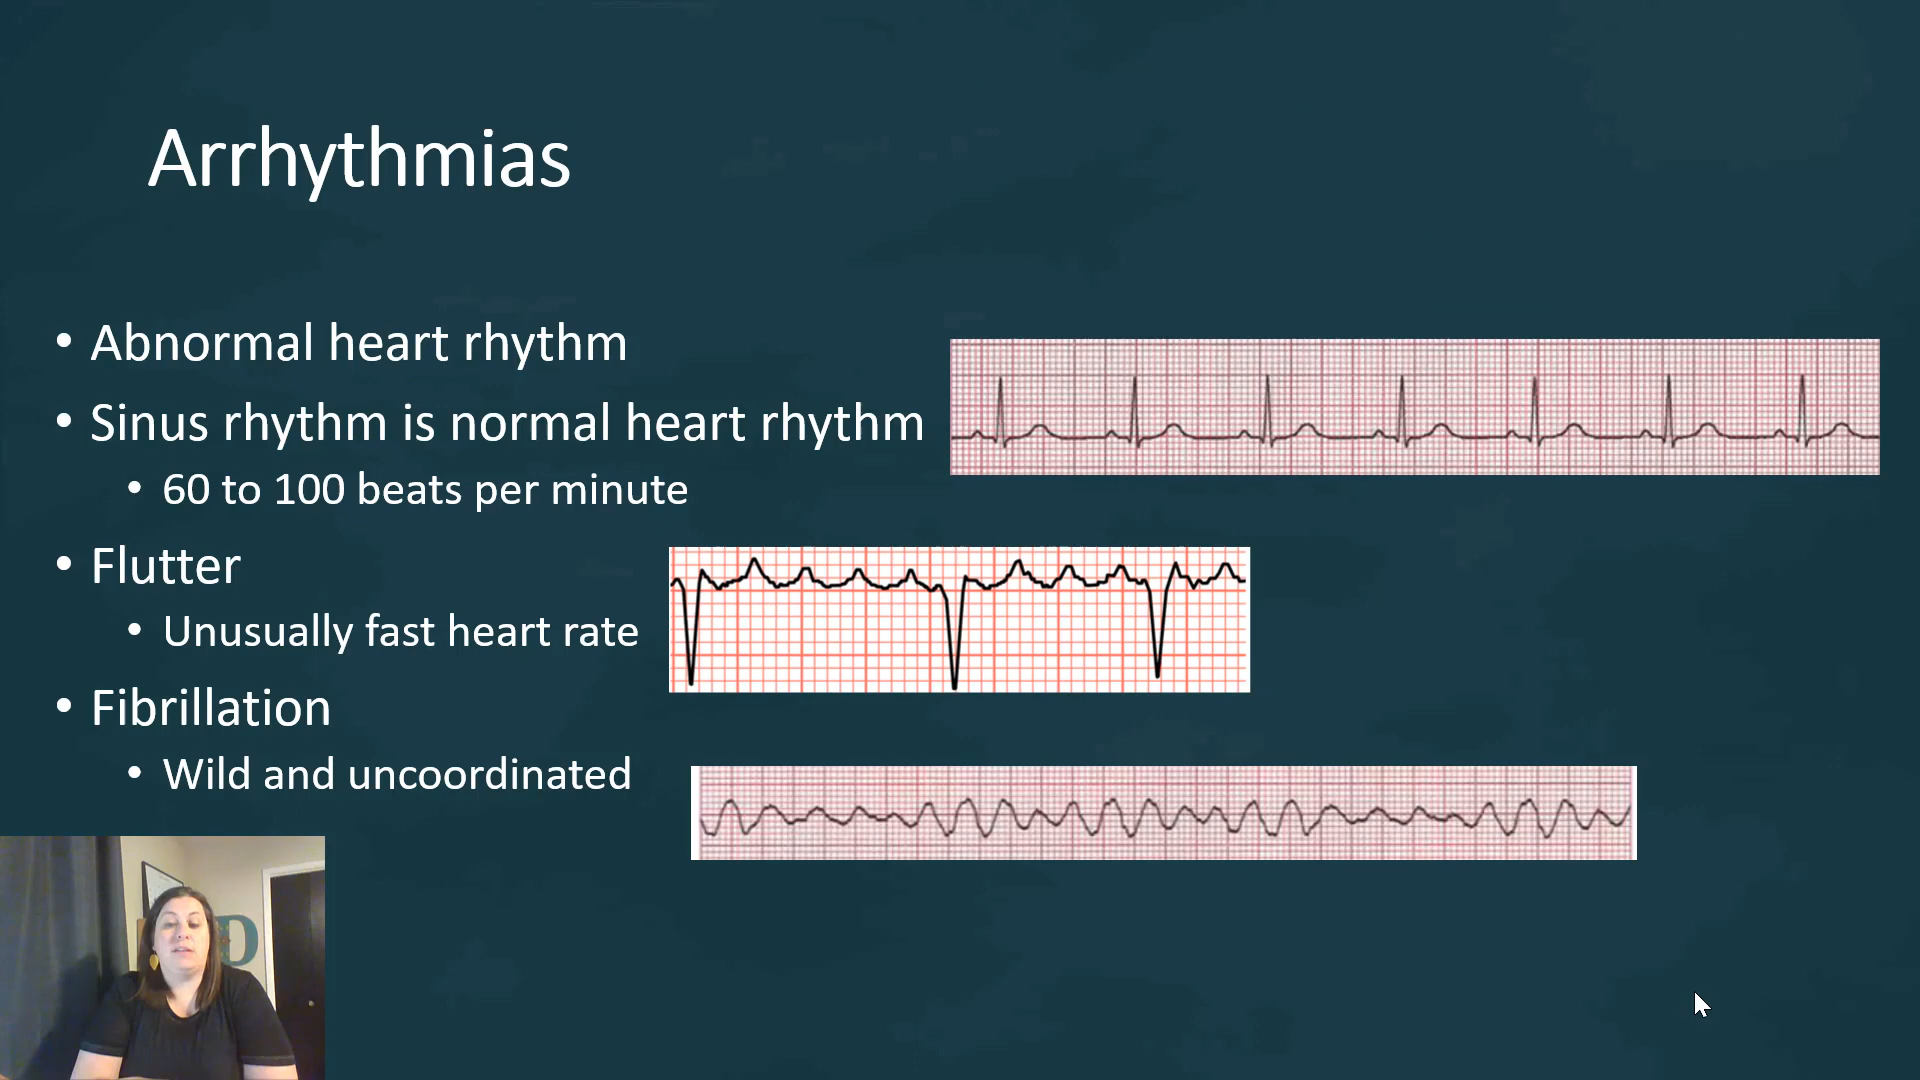 Arrhythmias
• Abnormal heart rhythm
• Sinus rhythm is normal heart rhythm
• 60 to 100 beats per minute
• Flutter
• Unusually fast heart rate
• Fibrillation
• Wild and uncoordinated
D